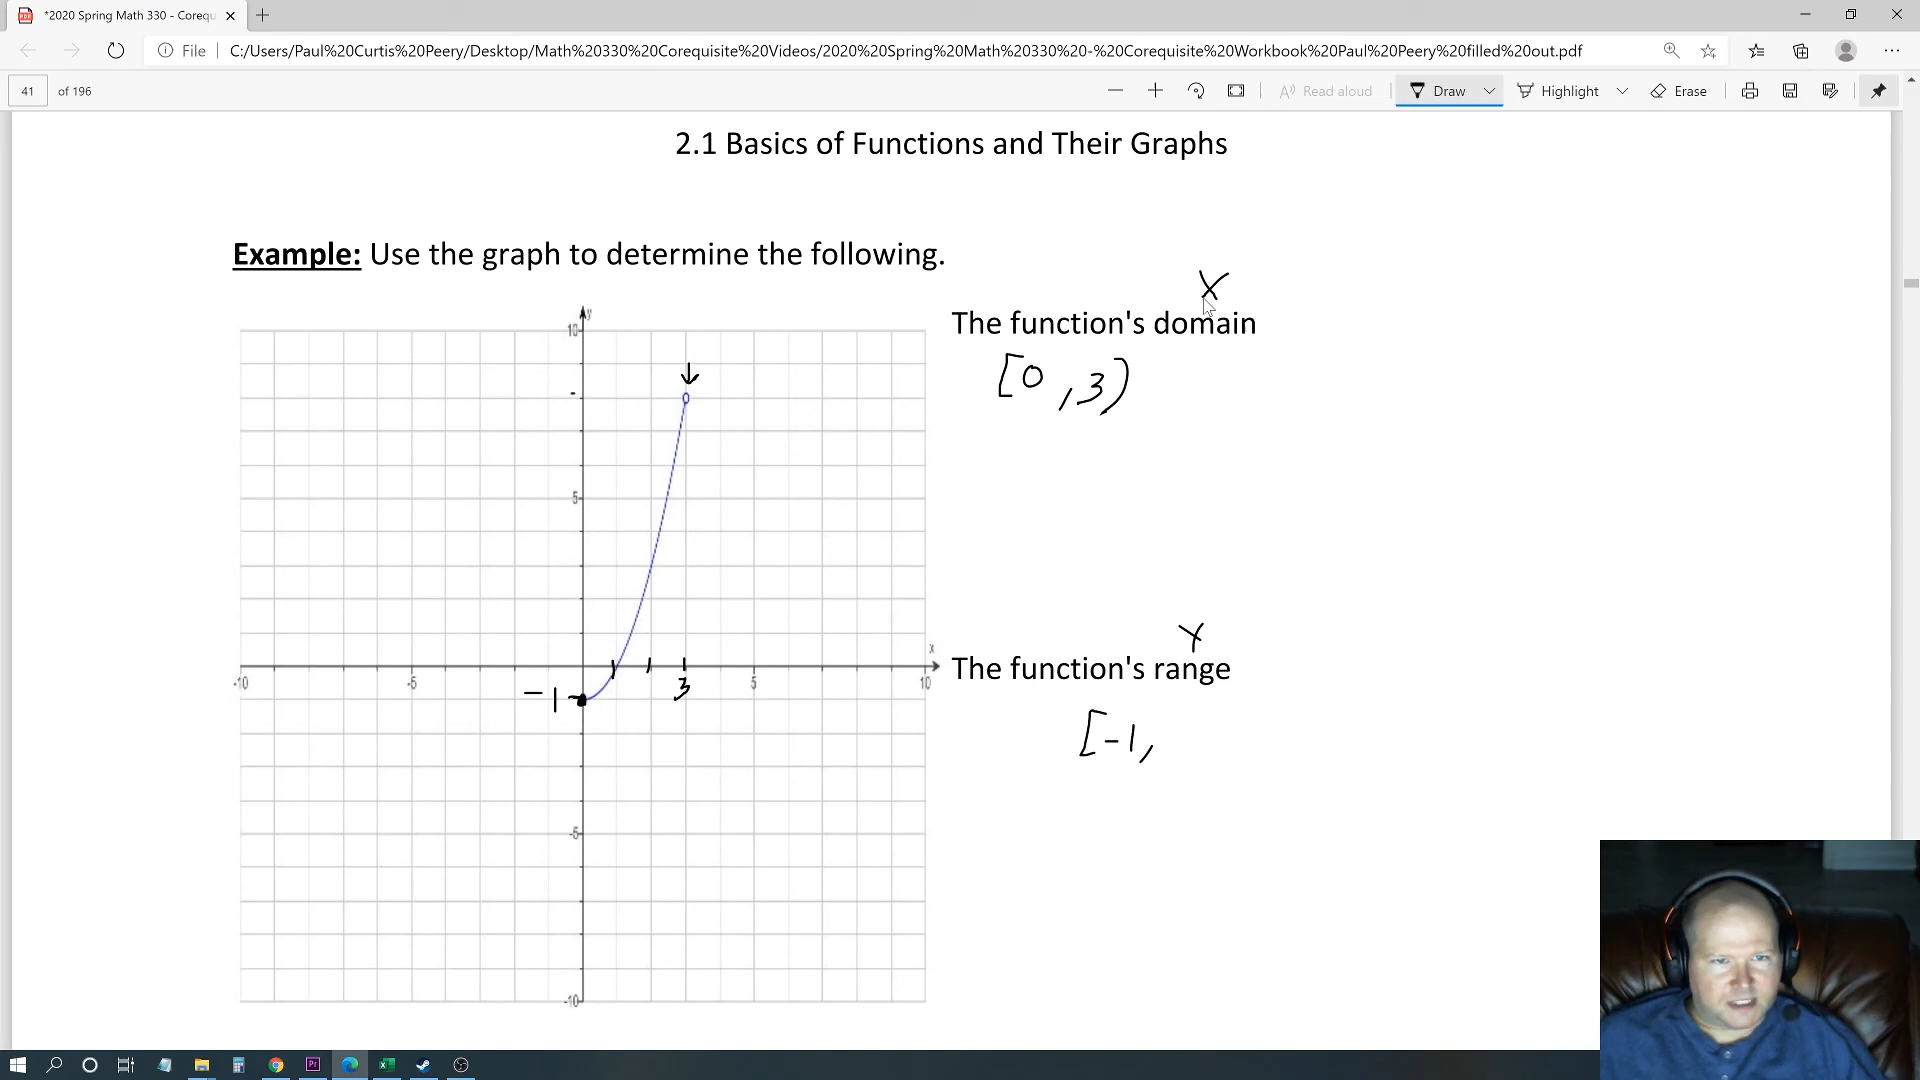 *2020 Spring Math 330 - Corequ
File C:/Users/Paul%20Curtis%20Peery/Desktop/Math%20330%20Corequisite%20Videos/2020%20Spring%20Math%20330%20-%20Corequisite%20Workbook%20Paul%20Peery%20filled%20out.pdf
41 of 196 Read aloud Draw Highlight Erase
2.1 Basics of Functions and Their Graphs
Example: Use the graph to determine the following.
X
The function's domain
[0, 3)
y
10
5
x
-10 -5 5 10
3
-1
-5
-10
Y
The function's range
[-1,